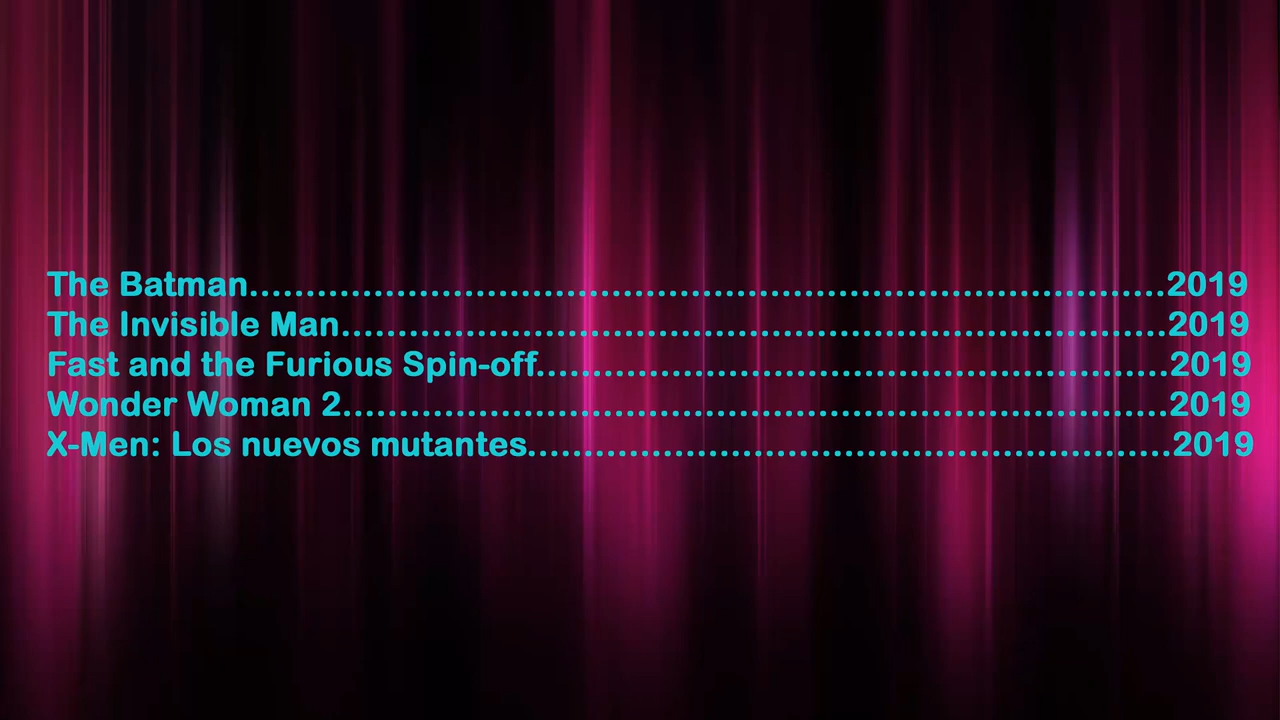 The Batman.................................................................................2019
The Invisible Man.........................................................................2019
Fast and the Furious Spin-off........................................................2019
Wonder Woman 2.........................................................................2019
X-Men: Los nuevos mutantes.........................................................2019